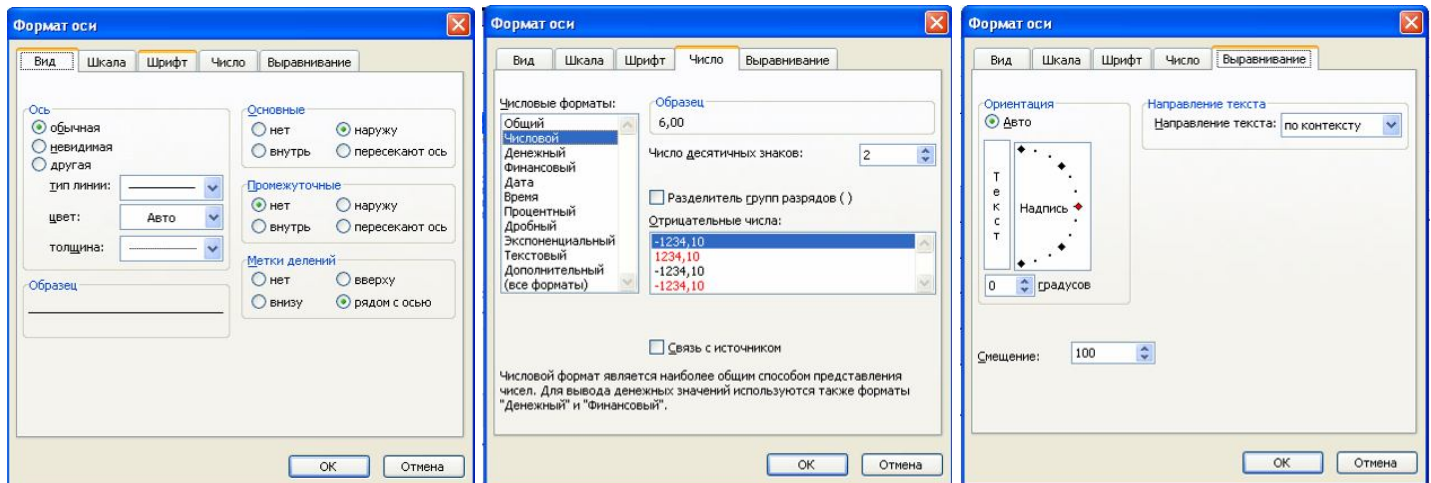 Формат оси
Вид
Шкала
Шрифт
Число
Выравнивание
Ось
обычная
невидимая
другая
тип линии:
цвет:
Авто
толщина:
Образец
Основные
нет
наружу
внутрь
пересекают ось
Промежуточные
нет
наружу
внутрь
пересекают ось
Метки делений
нет
вверху
внизу
рядом с осью
OK
Отмена
Формат оси
Вид
Шкала
Шрифт
Число
Выравнивание
Числовые форматы:
Общий
Числовой
Денежный
Финансовый
Дата
Время
Процентный
Дробный
Экспоненциальный
Текстовый
Дополнительный
(все форматы)
Образец
6,00
Число десятичных знаков:
2
Разделитель групп разрядов ( )
Отрицательные числа:
-1234,10
1234,10
-1234,10
-1234,10
Связь с источником
Числовой формат является наиболее общим способом представления
чисел. Для вывода денежных значений используются также форматы
"Денежный" и "Финансовый".
OK
Отмена
Формат оси
Вид
Шкала
Шрифт
Число
Выравнивание
Ориентация
Авто
Текст
Надпись
0
градусов
Направление текста
Направление текста:
по контексту
Смещение:
100
OK
Отмена